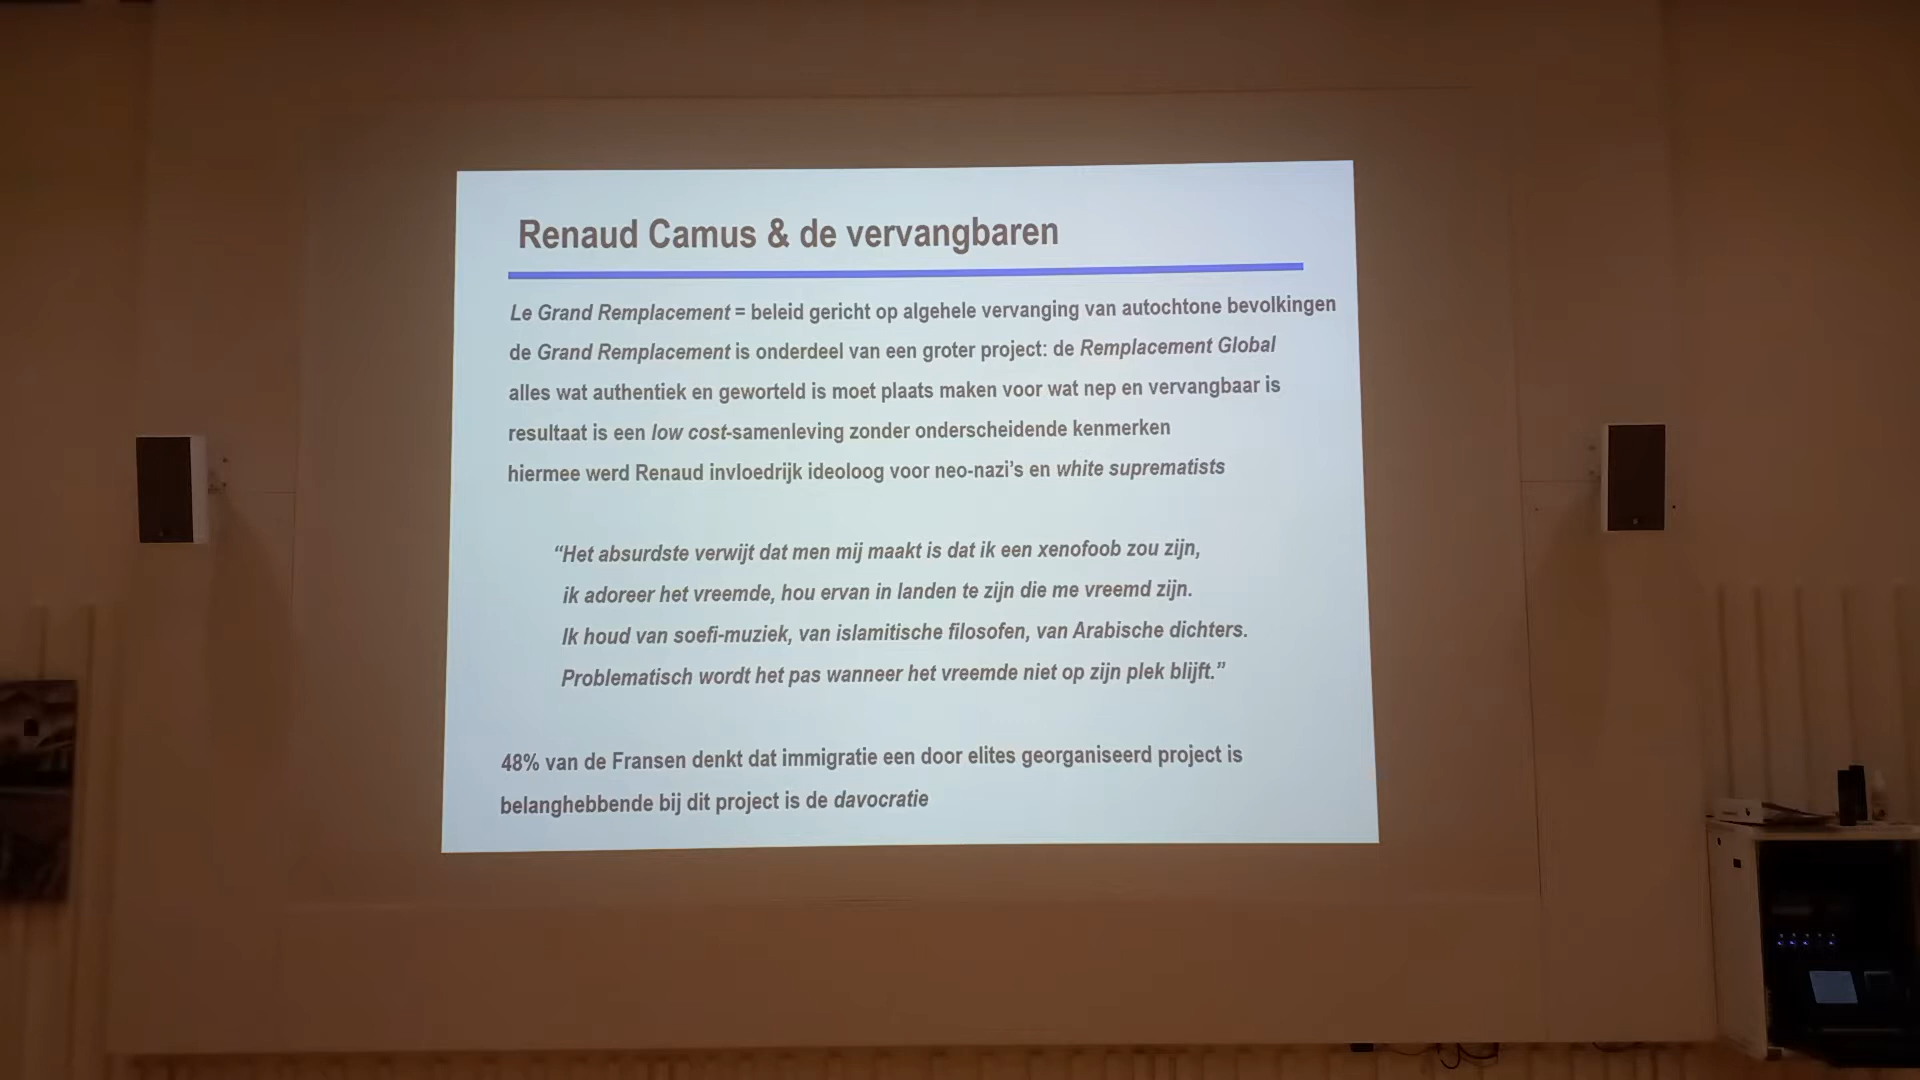 Renaud Camus & de vervangbaren
Le Grand Remplacement = beleid gericht op algehele vervanging van autochtone bevolkingen
de Grand Remplacement is onderdeel van een groter project: de Remplacement Global
alles wat authentiek en geworteld is moet plaats maken voor wat nep en vervangbaar is
resultaat is een low cost-samenleving zonder onderscheidende kenmerken
hiermee werd Renaud invloedrijk ideoloog voor neo-nazi’s en white suprematists
“Het absurdste verwijt dat men mij maakt is dat ik een xenofoob zou zijn,
ik adoreer het vreemde, hou ervan in landen te zijn die me vreemd zijn.
Ik houd van soefi-muziek, van islamitische filosofen, van Arabische dichters.
Problematisch wordt het pas wanneer het vreemde niet op zijn plek blijft.”
48% van de Fransen denkt dat immigratie een door elites georganiseerd project is
belanghebbende bij dit project is de davocratie